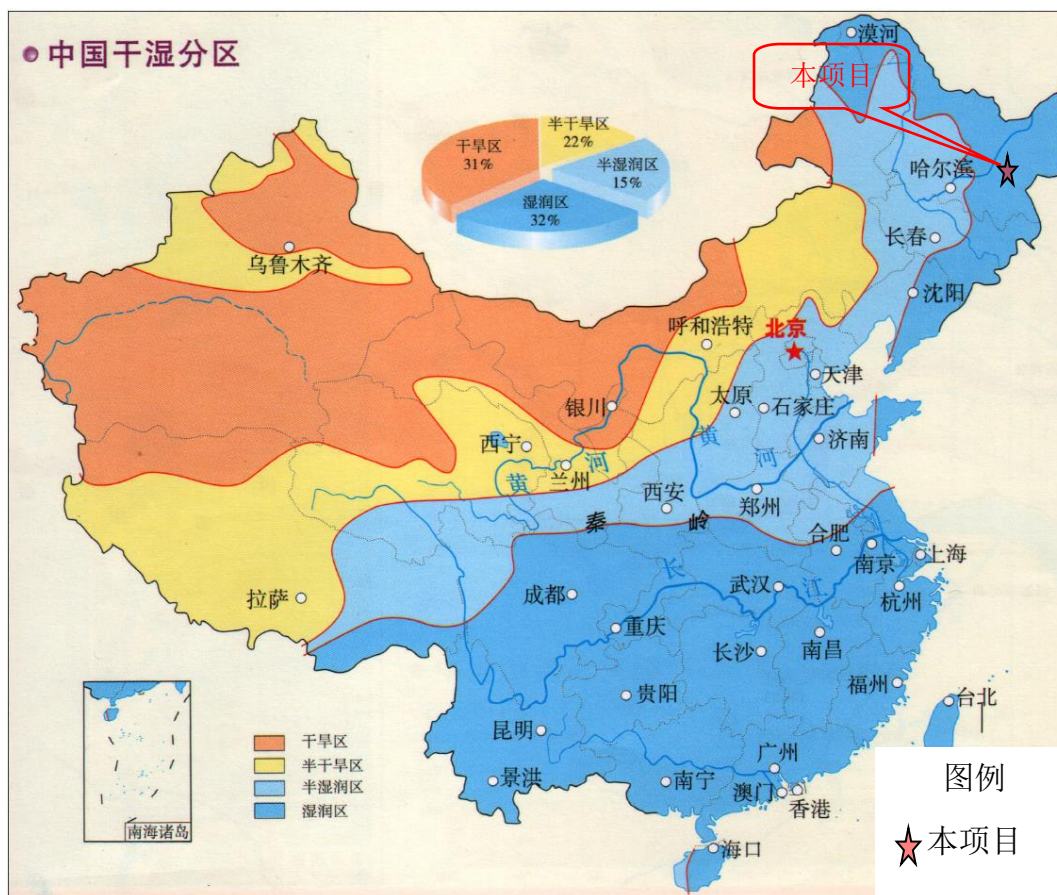 中国干湿分区
漠河
本项目
半干旱区
22%
干旱区
31%
半湿润区
15%
湿润区
32%
哈尔滨
长春
沈阳
乌鲁木齐
呼和浩特
北京
天津
银川
太原
石家庄
济南
西宁
黄
河
兰州
黄
河
西安
郑州
秦
岭
合肥
南京
上海
拉萨
成都
长
武汉
江
杭州
重庆
长沙
南昌
贵阳
福州
台北
昆明
干旱区
半干旱区
半湿润区
湿润区
景洪
南宁
广州
澳门
香港
海口
南海诸岛
图例
本项目